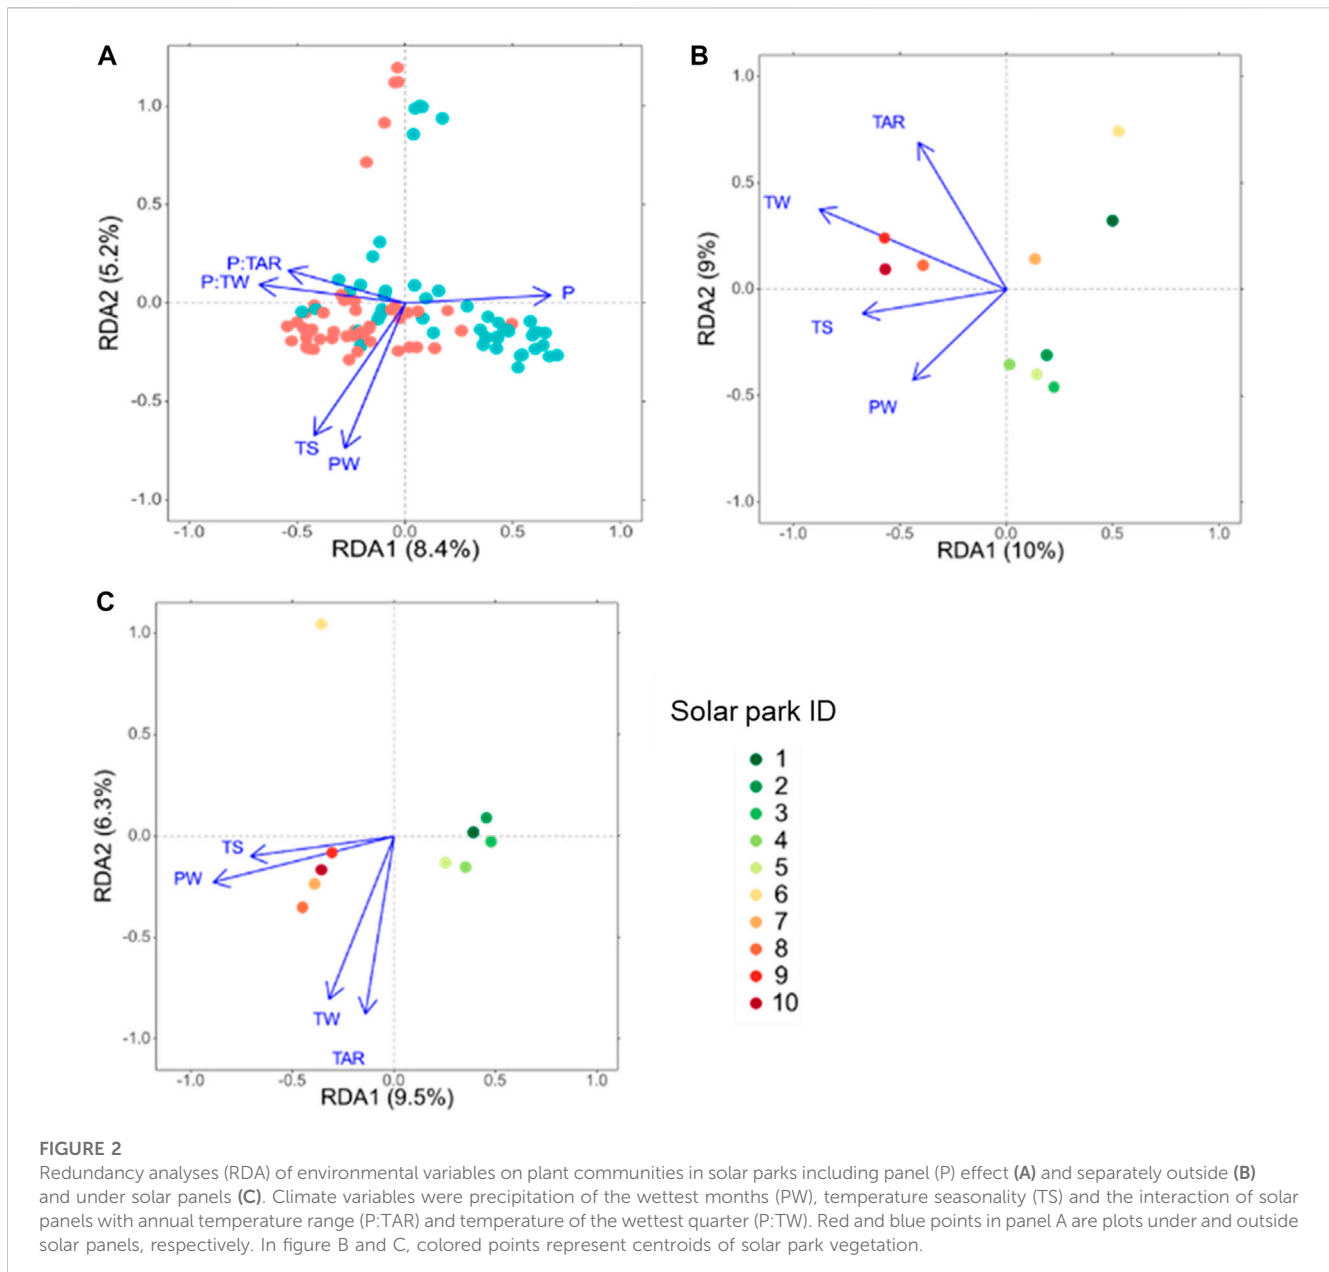 A
1.0
0.5
0.0
-0.5
-1.0
RDA2 (5.2%)
P:TAR
P:TW
P
TS
PW
-1.0 -0.5 0.0 0.5 1.0
RDA1 (8.4%)
B
1.0
0.5
0.0
-0.5
-1.0
RDA2 (9%)
TAR
TW
TS
PW
-1.0 -0.5 0.0 0.5 1.0
RDA1 (10%)
C
1.0
0.5
0.0
-0.5
-1.0
RDA2 (6.3%)
TS
PW
TW
TAR
-1.0 -0.5 0.0 0.5 1.0
RDA1 (9.5%)
Solar park ID
1
2
3
4
5
6
7
8
9
10
FIGURE 2
Redundancy analyses (RDA) of environmental variables on plant communities in solar parks including panel (P) effect (A) and separately outside (B)
and under solar panels (C). Climate variables were precipitation of the wettest months (PW), temperature seasonality (TS) and the interaction of solar
panels with annual temperature range (P:TAR) and temperature of the wettest quarter (P:TW). Red and blue points in panel A are plots under and outside
solar panels, respectively. In figure B and C, colored points represent centroids of solar park vegetation.